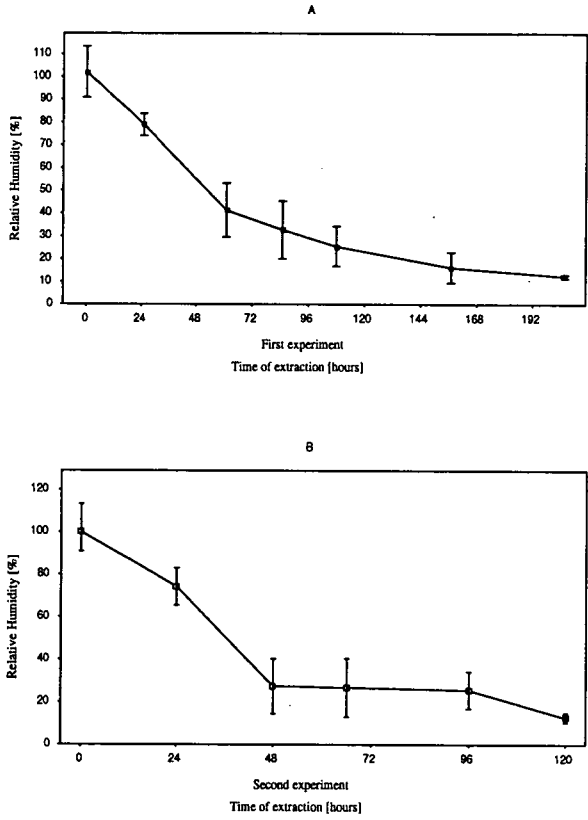 A
Relative Humidity [%]
110
100
90
80
70
60
50
40
30
20
10
0
0 24 48 72 96 120 144 168 192
First experiment
Time of extraction [hours]
B
Relative Humidity [%]
120
100
80
60
40
20
0
0 24 48 72 96 120
Second experiment
Time of extraction [hours]